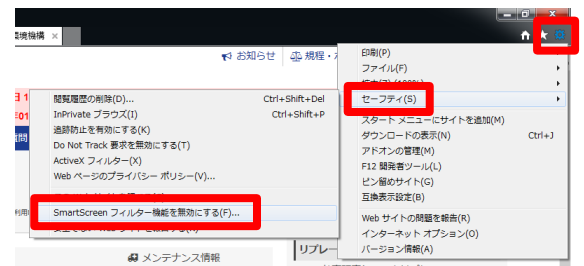 環境機構 ×
お知らせ
規程・
印刷(P)
ファイル(F)
セーフティ(S)
スタート メニューにサイトを追加(M)
ダウンロードの表示(N) Ctrl+J
アドオンの管理(M)
F12 開発者ツール(L)
ピン留めサイト(G)
互換表示設定(B)
Web サイトの問題を報告(R)
インターネット オプション(O)
バージョン情報(A)
閲覧履歴の削除(D)... Ctrl+Shift+Del
InPrivate ブラウズ(I) Ctrl+Shift+P
追跡防止を有効にする(K)
Do Not Track 要求を無効にする(T)
ActiveX フィルター(X)
Web ページのプライバシー ポリシー(V)...
SmartScreen フィルター機能を無効にする(F)...
メンテナンス情報
リプレー